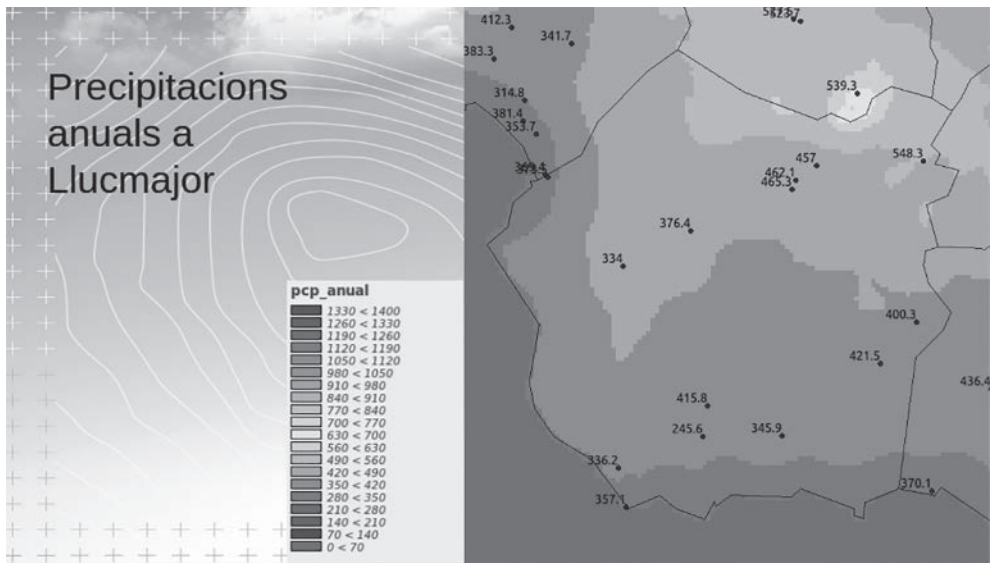 Precipitacions
anuals a
Llucmajor
pcp_anual
1330 < 1400
1260 < 1330
1190 < 1260
1120 < 1190
1050 < 1120
980 < 1050
910 < 980
840 < 910
770 < 840
700 < 770
630 < 700
560 < 630
490 < 560
420 < 490
350 < 420
280 < 350
210 < 280
140 < 210
70 < 140
0 < 70
412.3
341.7
383.3
539.3
314.8
381.4
353.7
548.3
457
462.1
465.3
376.4
334
400.3
421.5
436.4
415.8
245.6
345.9
336.2
370.1
357.1